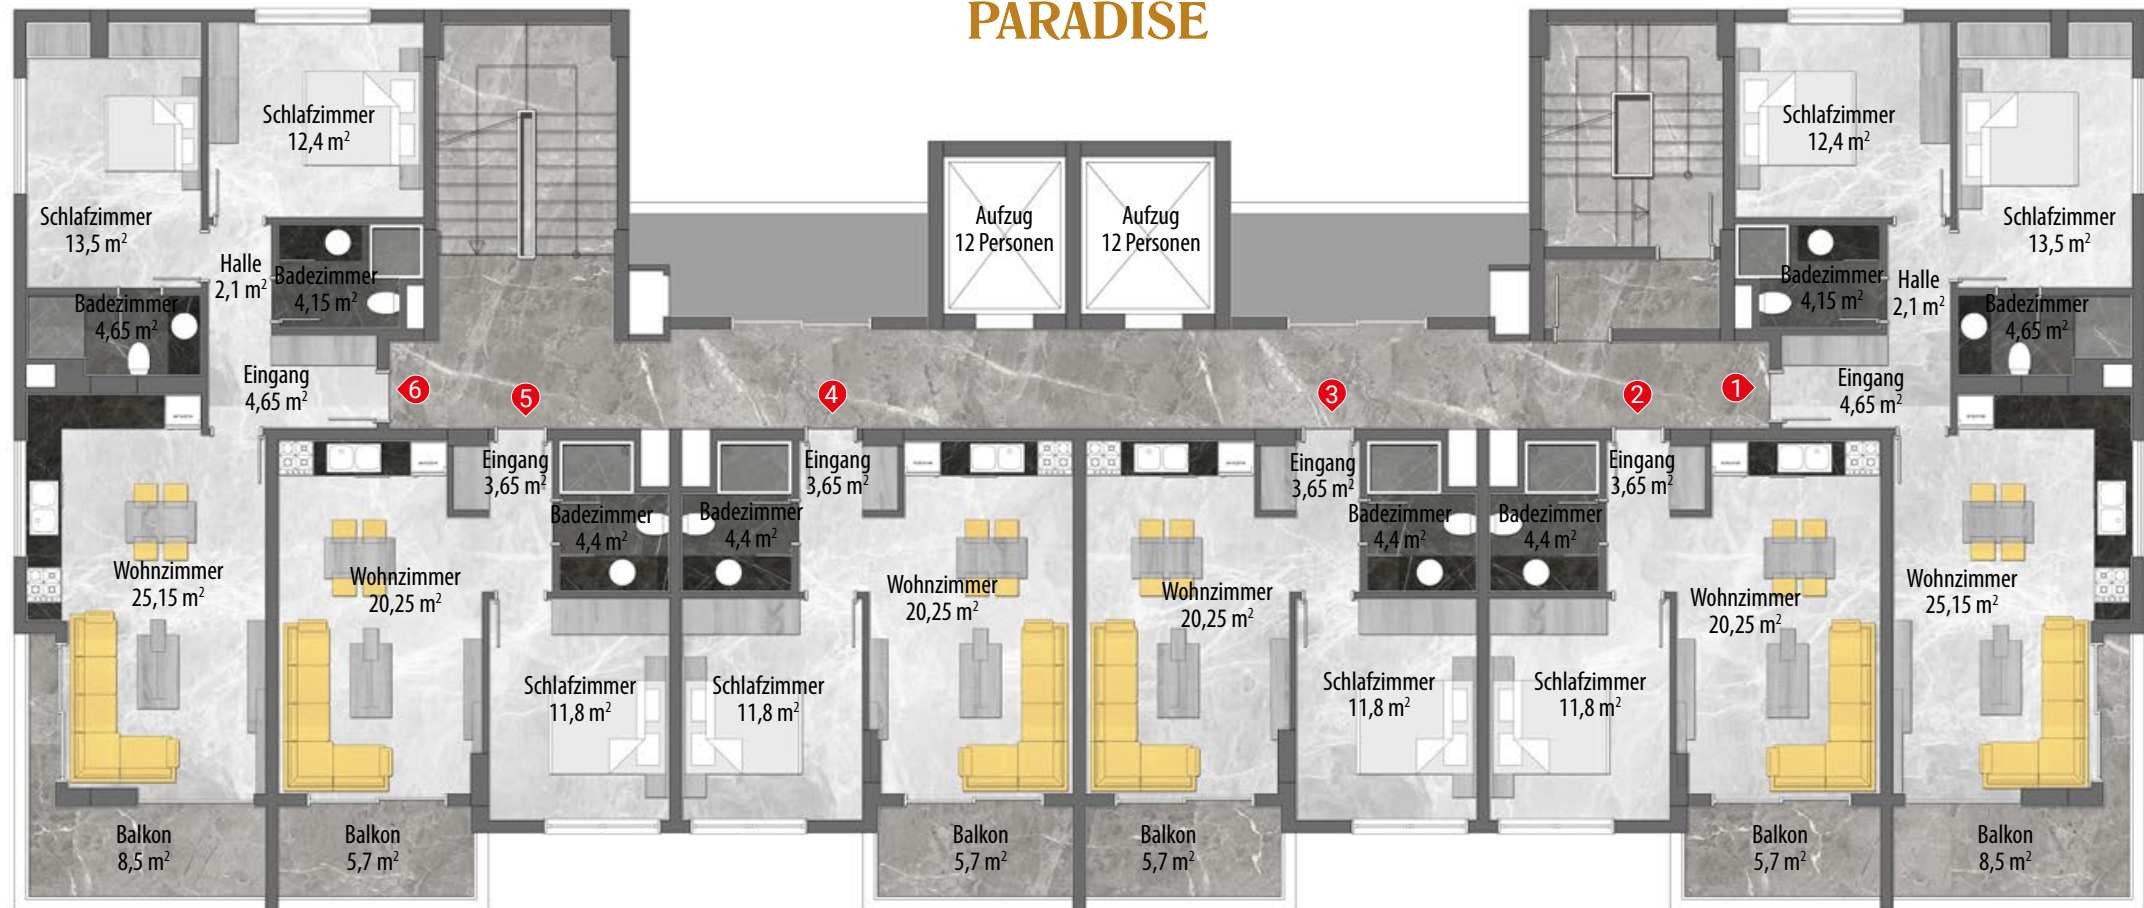 PARADISE
Schlafzimmer
12,4 m²
Schlafzimmer
13,5 m²
Halle
2,1 m²
Badezimmer
4,15 m²
Badezimmer
4,65 m²
Eingang
4,65 m²
Aufzug
12 Personen
Aufzug
12 Personen
Schlafzimmer
12,4 m²
Schlafzimmer
13,5 m²
Badezimmer
4,15 m²
Halle
2,1 m²
Badezimmer
4,65 m²
Eingang
4,65 m²
6
5
4
3
2
1
Eingang
3,65 m²
Badezimmer
4,4 m²
Badezimmer
4,4 m²
Eingang
3,65 m²
Eingang
3,65 m²
Badezimmer
4,4 m²
Badezimmer
4,4 m²
Eingang
3,65 m²
Wohnzimmer
25,15 m²
Wohnzimmer
20,25 m²
Wohnzimmer
20,25 m²
Wohnzimmer
20,25 m²
Wohnzimmer
20,25 m²
Wohnzimmer
25,15 m²
Schlafzimmer
11,8 m²
Schlafzimmer
11,8 m²
Schlafzimmer
11,8 m²
Schlafzimmer
11,8 m²
Balkon
8,5 m²
Balkon
5,7 m²
Balkon
5,7 m²
Balkon
5,7 m²
Balkon
5,7 m²
Balkon
8,5 m²